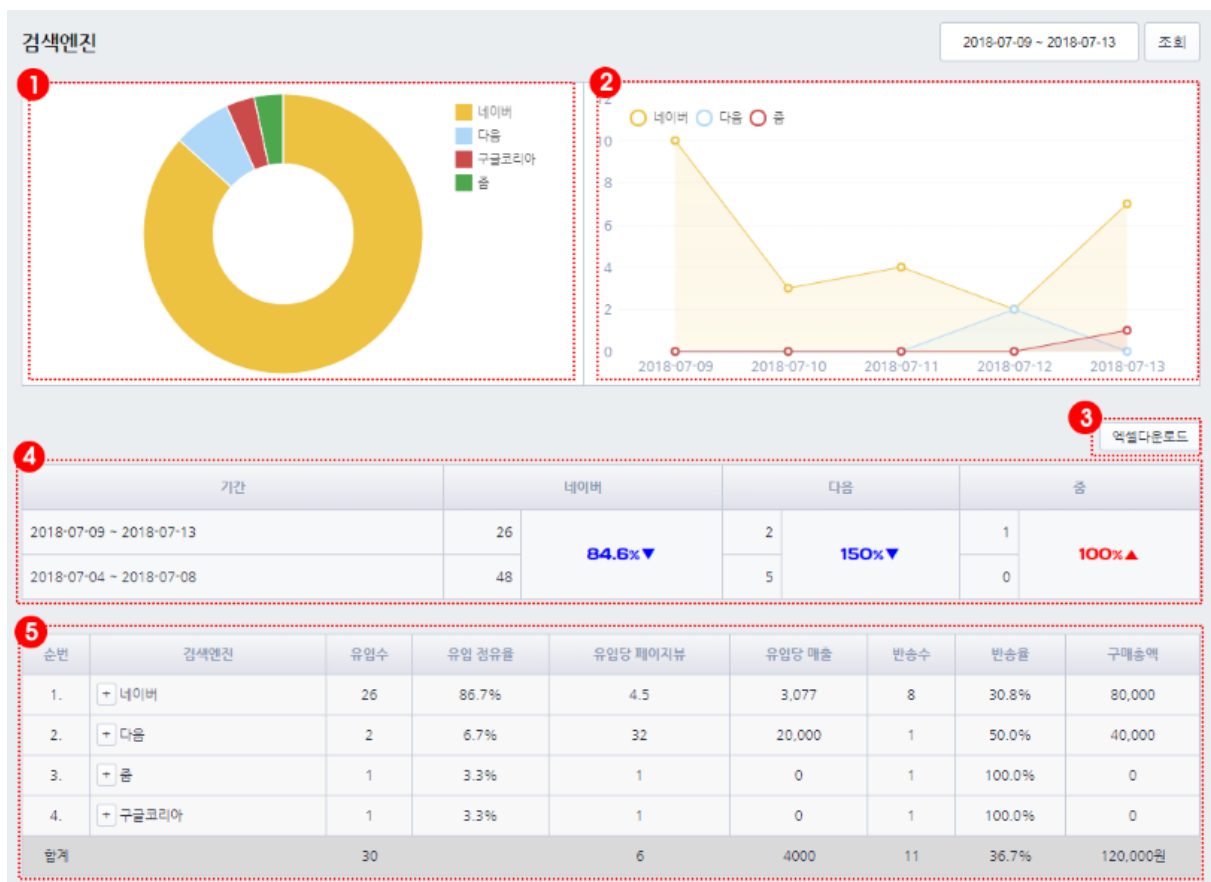 검색엔진
2018-07-09 ~ 2018-07-13 조회
1
네이버
다음
구글코리아
줌
2
네이버 다음 줌
12
10
8
6
4
2
0
2018-07-09 2018-07-10 2018-07-11 2018-07-12 2018-07-13
3
엑셀다운로드
4
기간 네이버 다음 줌
2018-07-09 ~ 2018-07-13 26 84.6%▼ 2 150%▼ 1 100%▲
2018-07-04 ~ 2018-07-08 48 5 0
5
순번 검색엔진 유입수 유입 점유율 유입당 페이지뷰 유입당 매출 반송수 반송율 구매총액
1. + 네이버 26 86.7% 4.5 3,077 8 30.8% 80,000
2. + 다음 2 6.7% 32 20,000 1 50.0% 40,000
3. + 줌 1 3.3% 1 0 1 100.0% 0
4. + 구글코리아 1 3.3% 1 0 1 100.0% 0
합계 30 6 4000 11 36.7% 120,000원